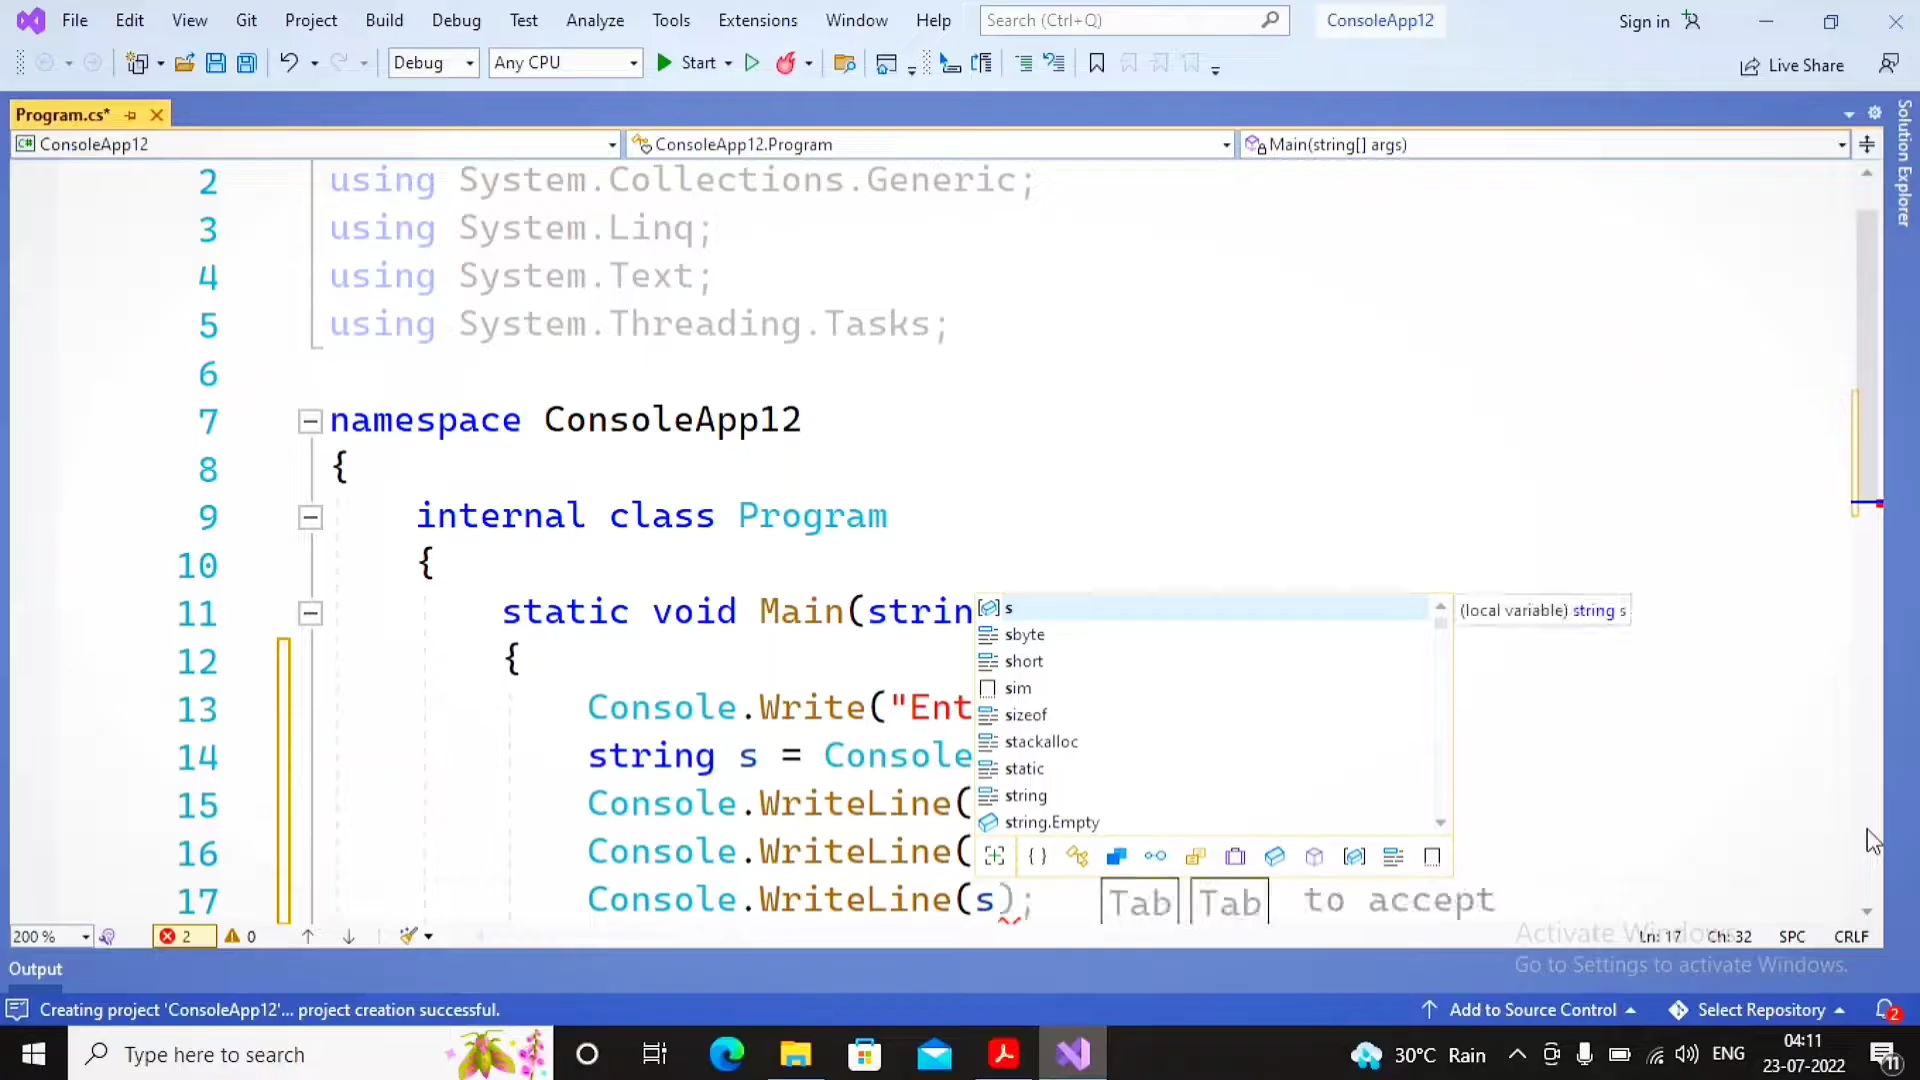 File Edit View Git Project Build Debug Test Analyze Tools Extensions Window Help Search (Ctrl+Q) ConsoleApp12 Sign in
Debug Any CPU Start Live Share
Program.cs*
ConsoleApp12 ConsoleApp12.Program Main(string[] args)
Solution Explorer
2 using System.Collections.Generic;
3 using System.Linq;
4 using System.Text;
5 using System.Threading.Tasks;
6
7 namespace ConsoleApp12
8 {
9 internal class Program
10 {
11 static void Main(strin
12 {
13 Console.Write("Ent
14 string s = Console
15 Console.WriteLine(
16 Console.WriteLine(
17 Console.WriteLine(s); Tab Tab to accept
s (local variable) string s
sbyte
short
sim
sizeof
stackalloc
static
string
string.Empty
200 % 2 0 Ln: 17 Ch: 32 SPC CRLF
Activate Windows
Go to Settings to activate Windows.
Output
Creating project 'ConsoleApp12'... project creation successful. Add to Source Control Select Repository 2
Type here to search 30°C Rain ENG 04:11 23-07-2022 11